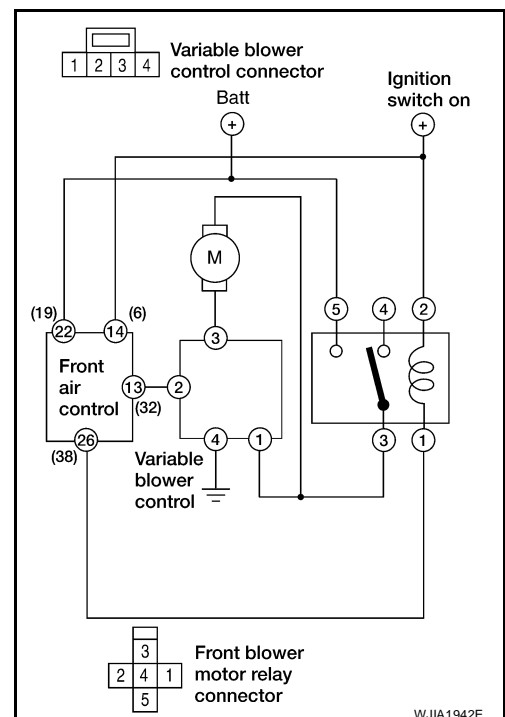 Variable blower
control connector
1 2 3 4
Batt
Ignition
switch on
+
+
M
5 4 2
(19)
22
14
(6)
3
Front
air
control
13
(32)
2
26
(38)
4
1
3
1
Variable
blower
control
3
2 4 1
5
Front blower
motor relay
connector
WJIA1942E